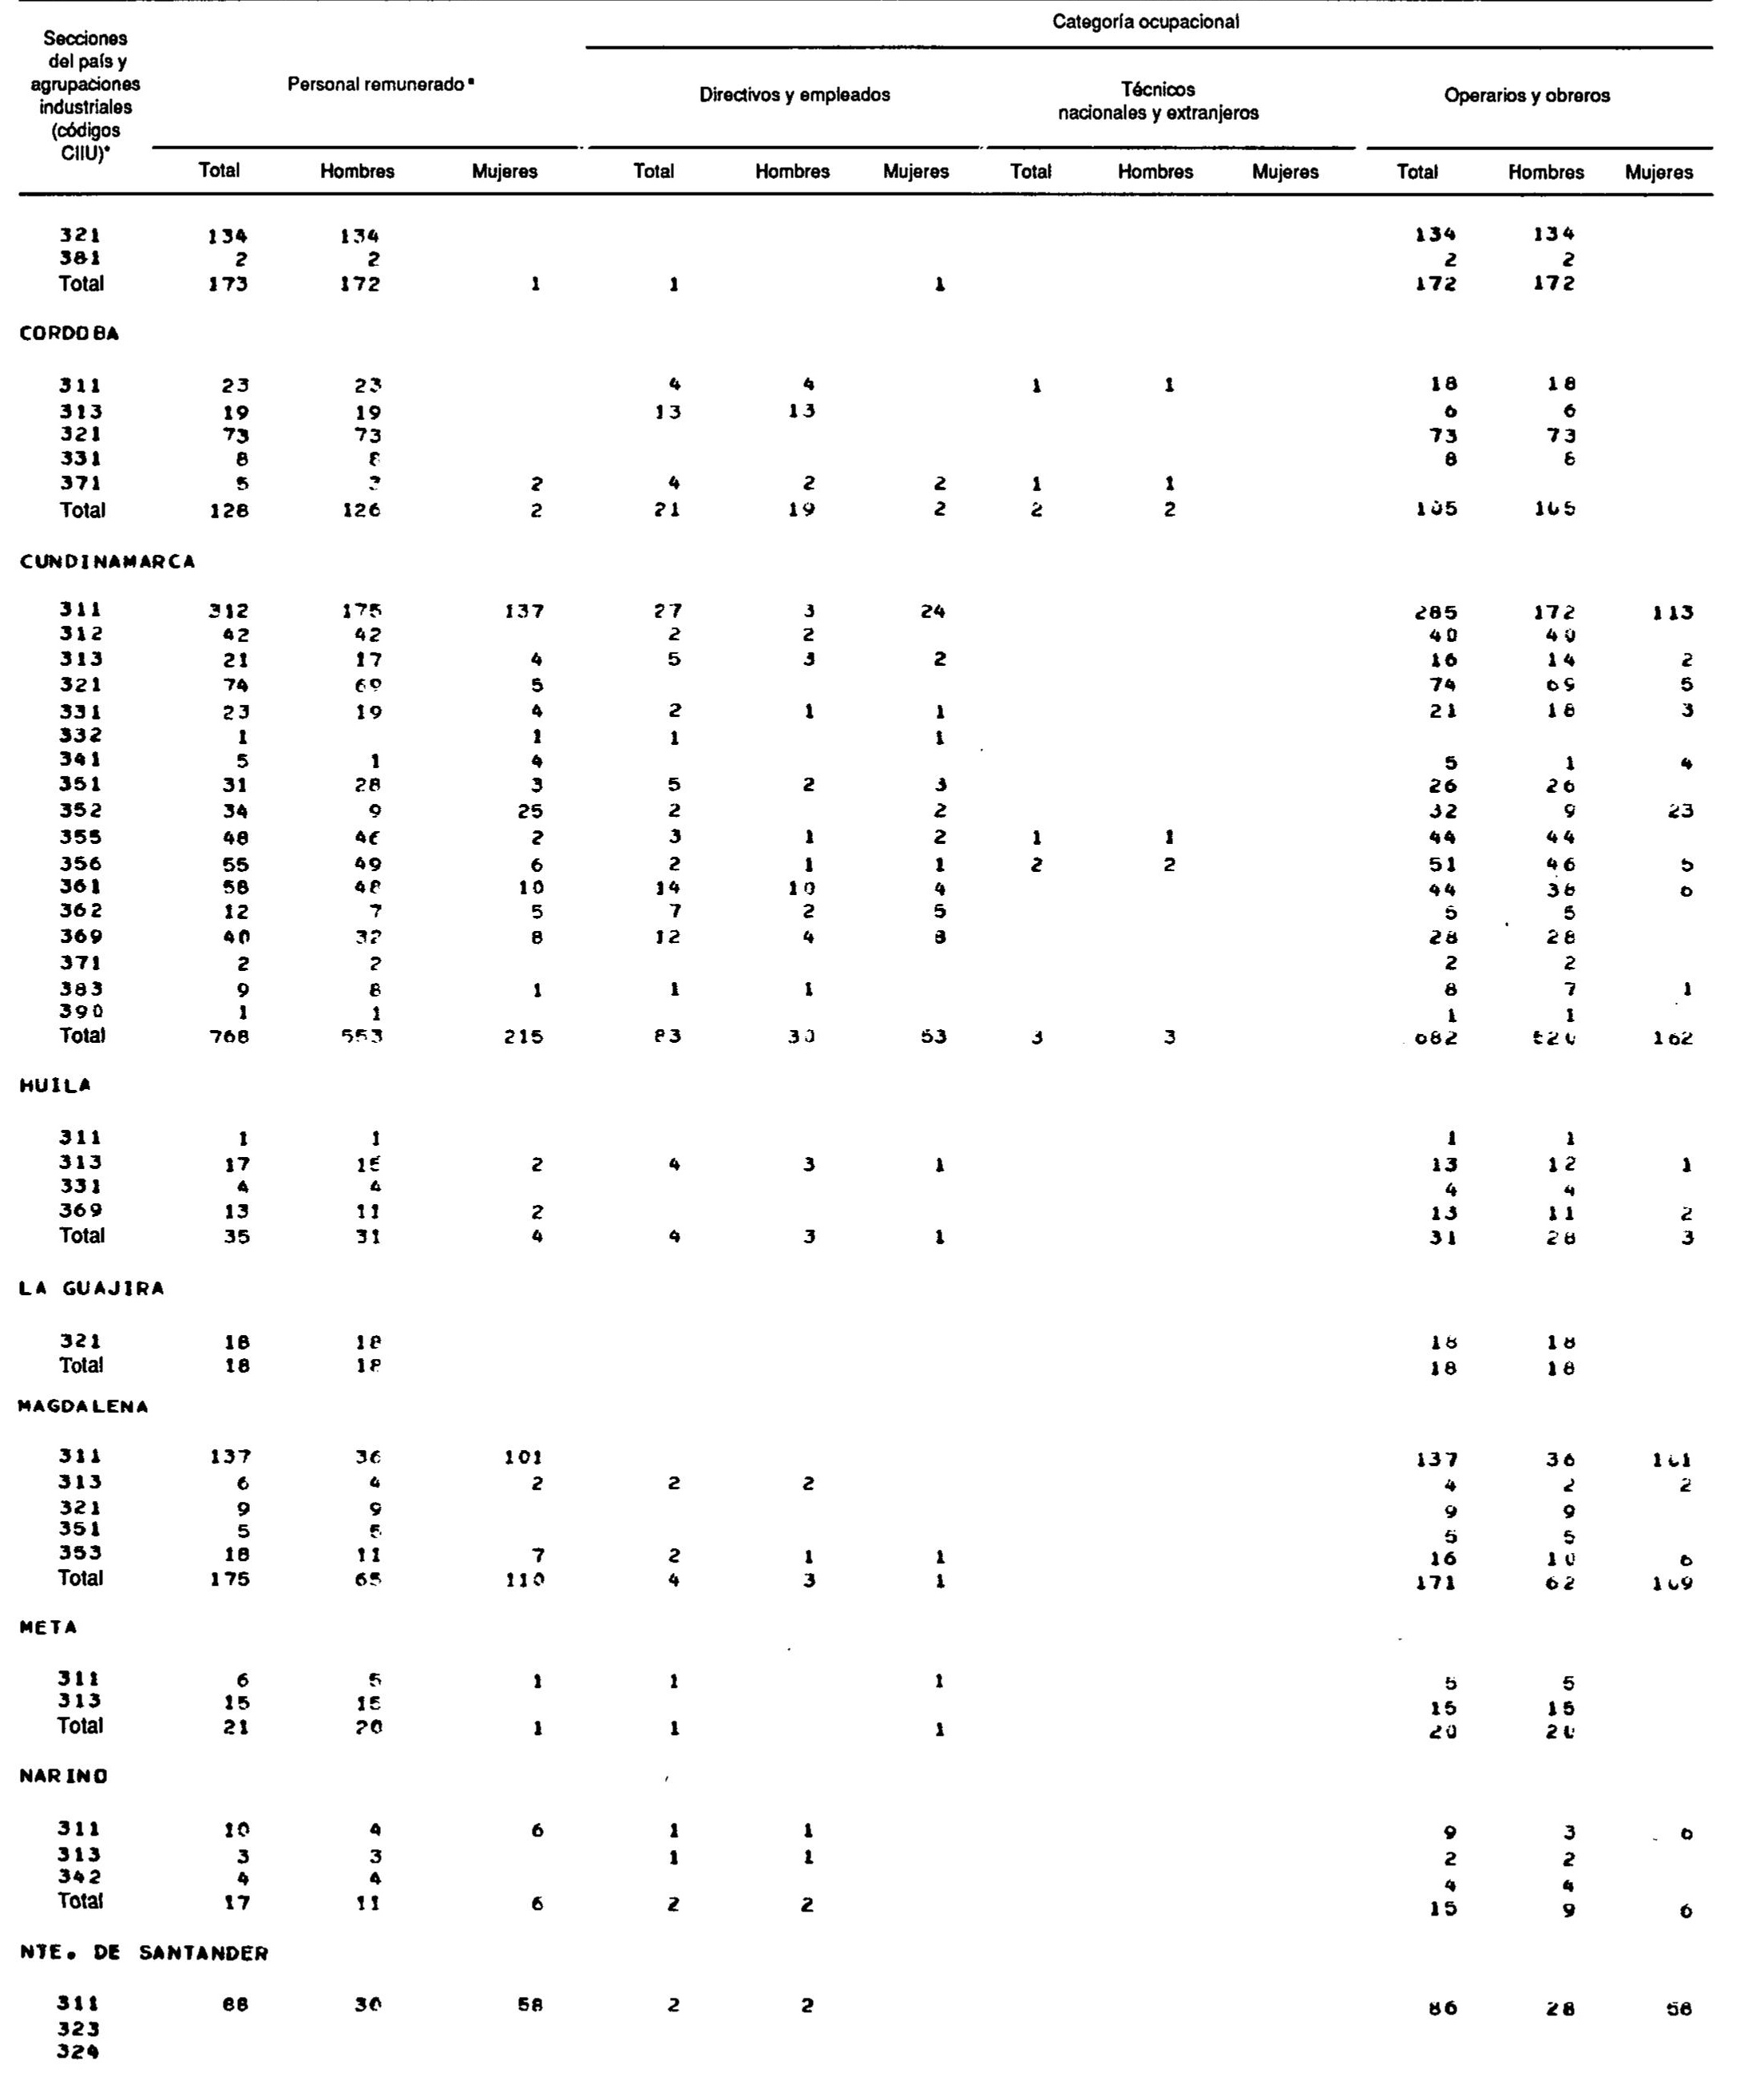 Categoría ocupacional
Secciones
del país y
agrupaciones
industriales
(códigos
CIIU)*
Personal remunerado ª
Directivos y empleados
Técnicos
nacionales y extranjeros
Operarios y obreros
Total Hombres Mujeres Total Hombres Mujeres Total Hombres Mujeres Total Hombres Mujeres
321 134 134 134 134
381 2 2 2 2
Total 173 172 1 1 1 172 172
CORDOBA
311 23 23 4 4 1 1 18 18
313 19 19 13 13 6 6
321 73 73 73 73
331 8 8 8 8
371 5 3 2 4 2 2 1 1
Total 128 126 2 21 19 2 2 2 105 105
CUNDINAMARCA
311 312 175 137 27 3 24 285 172 113
312 42 42 2 2 40 40
313 21 17 4 5 3 2 16 14 2
321 74 69 5 74 69 5
331 23 19 4 2 1 1 21 18 3
332 1 1 1 1
341 5 1 4 5 1 4
351 31 28 3 5 2 3 26 26
352 34 9 25 2 2 32 9 23
355 48 46 2 3 1 2 1 1 44 44
356 55 49 6 2 1 1 2 2 51 46 5
361 58 48 10 14 10 4 44 38 6
362 12 7 5 7 2 5 5 5
369 40 32 8 12 4 8 28 28
371 2 2 2 2
383 9 8 1 1 1 8 7 1
390 1 1 1 1
Total 768 553 215 83 30 53 3 3 682 520 162
HUILA
311 1 1 1 1
313 17 15 2 4 3 1 13 12 1
331 4 4 4 4
369 13 11 2 13 11 2
Total 35 31 4 4 3 1 31 28 3
LA GUAJIRA
321 18 18 18 18
Total 18 18 18 18
MAGDALENA
311 137 36 101 137 36 101
313 6 4 2 2 2 4 2 2
321 9 9 9 9
351 5 5 5 5
353 18 11 7 2 1 1 16 10 6
Total 175 65 110 4 3 1 171 62 109
META
311 6 5 1 1 1 5 5
313 15 15 15 15
Total 21 20 1 1 1 20 20
NARINO
311 10 4 6 1 1 9 3 6
313 3 3 1 1 2 2
342 4 4 4 4
Total 17 11 6 2 2 15 9 6
NTE. DE SANTANDER
311 88 30 58 2 2 86 28 58
323
324